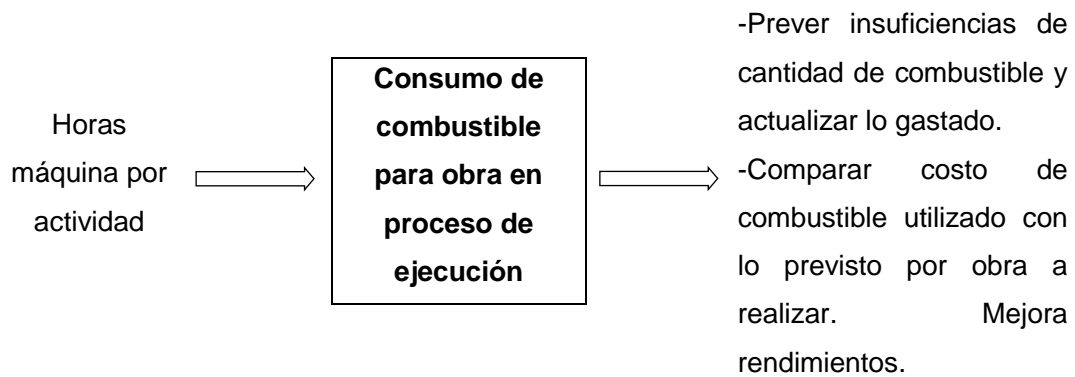 Horas
máquina por
actividad
Consumo de
combustible
para obra en
proceso de
ejecución
-Prever insuficiencias de
cantidad de combustible y
actualizar lo gastado.
-Comparar costo de
combustible utilizado con
lo previsto por obra a
realizar. Mejora
rendimientos.